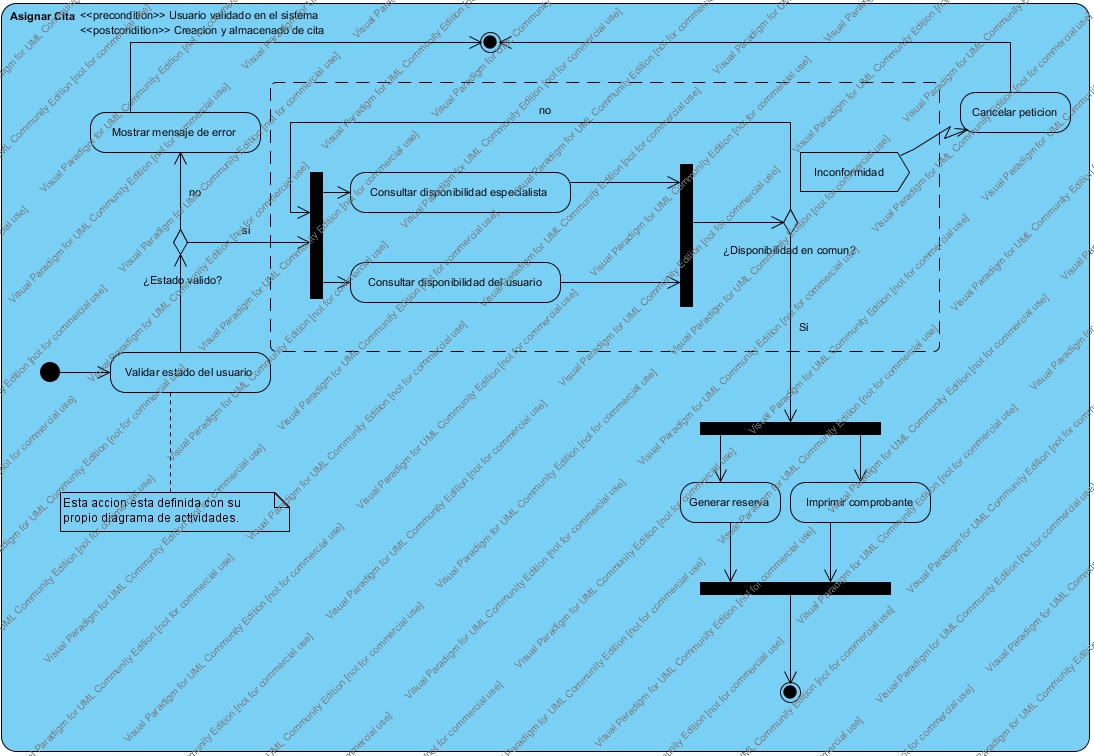 Asignar Cita
<<precondition>> Usuario validado en el sistema
<<postcondition>> Creacion y almacenado de cita
Mostrar mensaje de error
no
Cancelar peticion
Inconformidad
no
Consultar disponibilidad especialista
si
¿Disponibilidad en comun?
¿Estado valido?
Consultar disponibilidad del usuario
Si
Validar estado del usuario
Esta accion esta definida con su
propio diagrama de actividades.
Generar reserva
Imprimir comprobante
Visual Paradigm for UML Community Edition [not for commercial use]